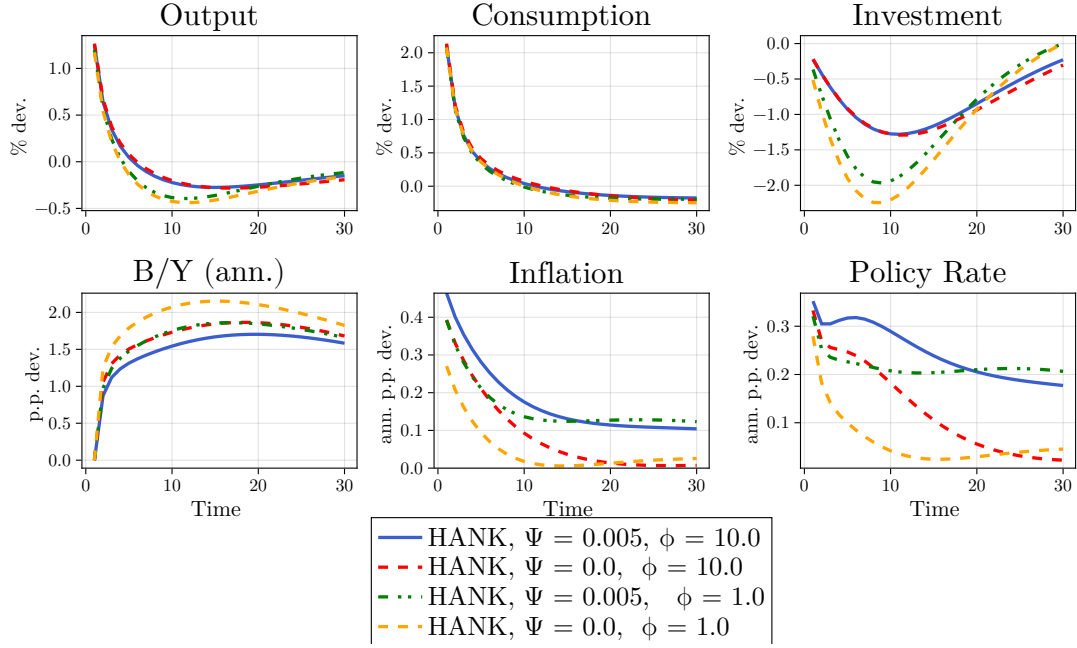 Output
Consumption
Investment
% dev.
1.0
0.5
0.0
−0.5
0
10
20
30
% dev.
2.0
1.5
1.0
0.5
0.0
0
10
20
30
% dev.
0.0
−0.5
−1.0
−1.5
−2.0
0
10
20
30
B/Y (ann.)
Inflation
Policy Rate
p.p. dev.
2.0
1.5
1.0
0.5
0.0
0
10
20
30
Time
ann. p.p. dev.
0.4
0.3
0.2
0.1
0.0
0
10
20
30
Time
ann. p.p. dev.
0.3
0.2
0.1
0
10
20
30
Time
HANK, Ψ = 0.005, ϕ = 10.0
HANK, Ψ = 0.0, ϕ = 10.0
HANK, Ψ = 0.005, ϕ = 1.0
HANK, Ψ = 0.0, ϕ = 1.0